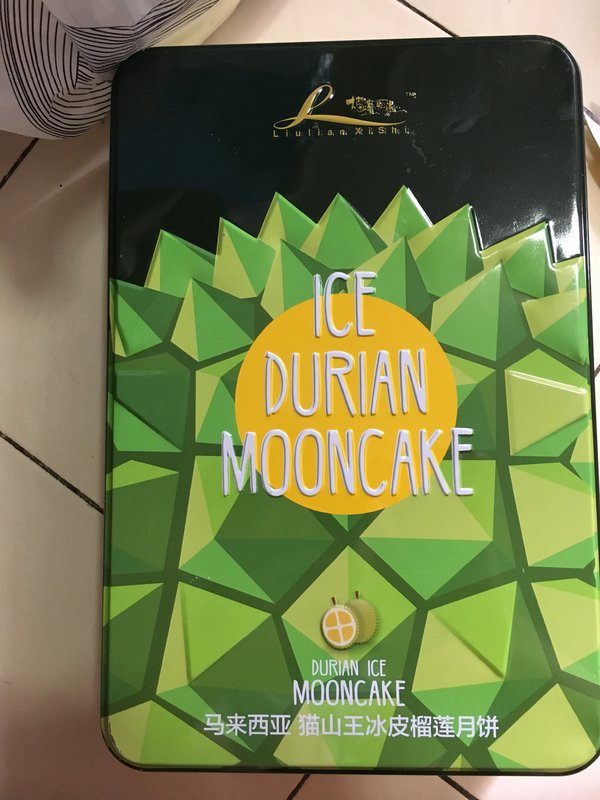 L
Liulian Xishi
TM
ICE
DURIAN
MOONCAKE
DURIAN ICE
MOONCAKE
马来西亚 猫山王冰皮榴莲月饼